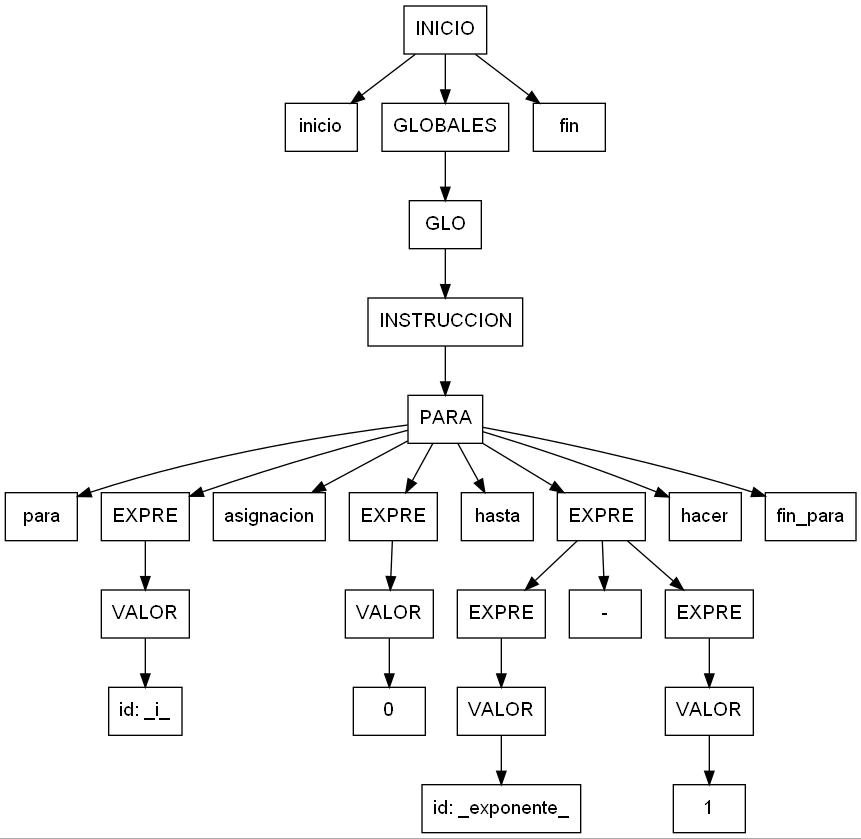 INICIO
inicio
GLOBALES
fin
GLO
INSTRUCCION
PARA
para
EXPRE
asignacion
EXPRE
hasta
EXPRE
hacer
fin_para
VALOR
VALOR
EXPRE
-
EXPRE
id: _i_
0
VALOR
VALOR
id: _exponente_
1